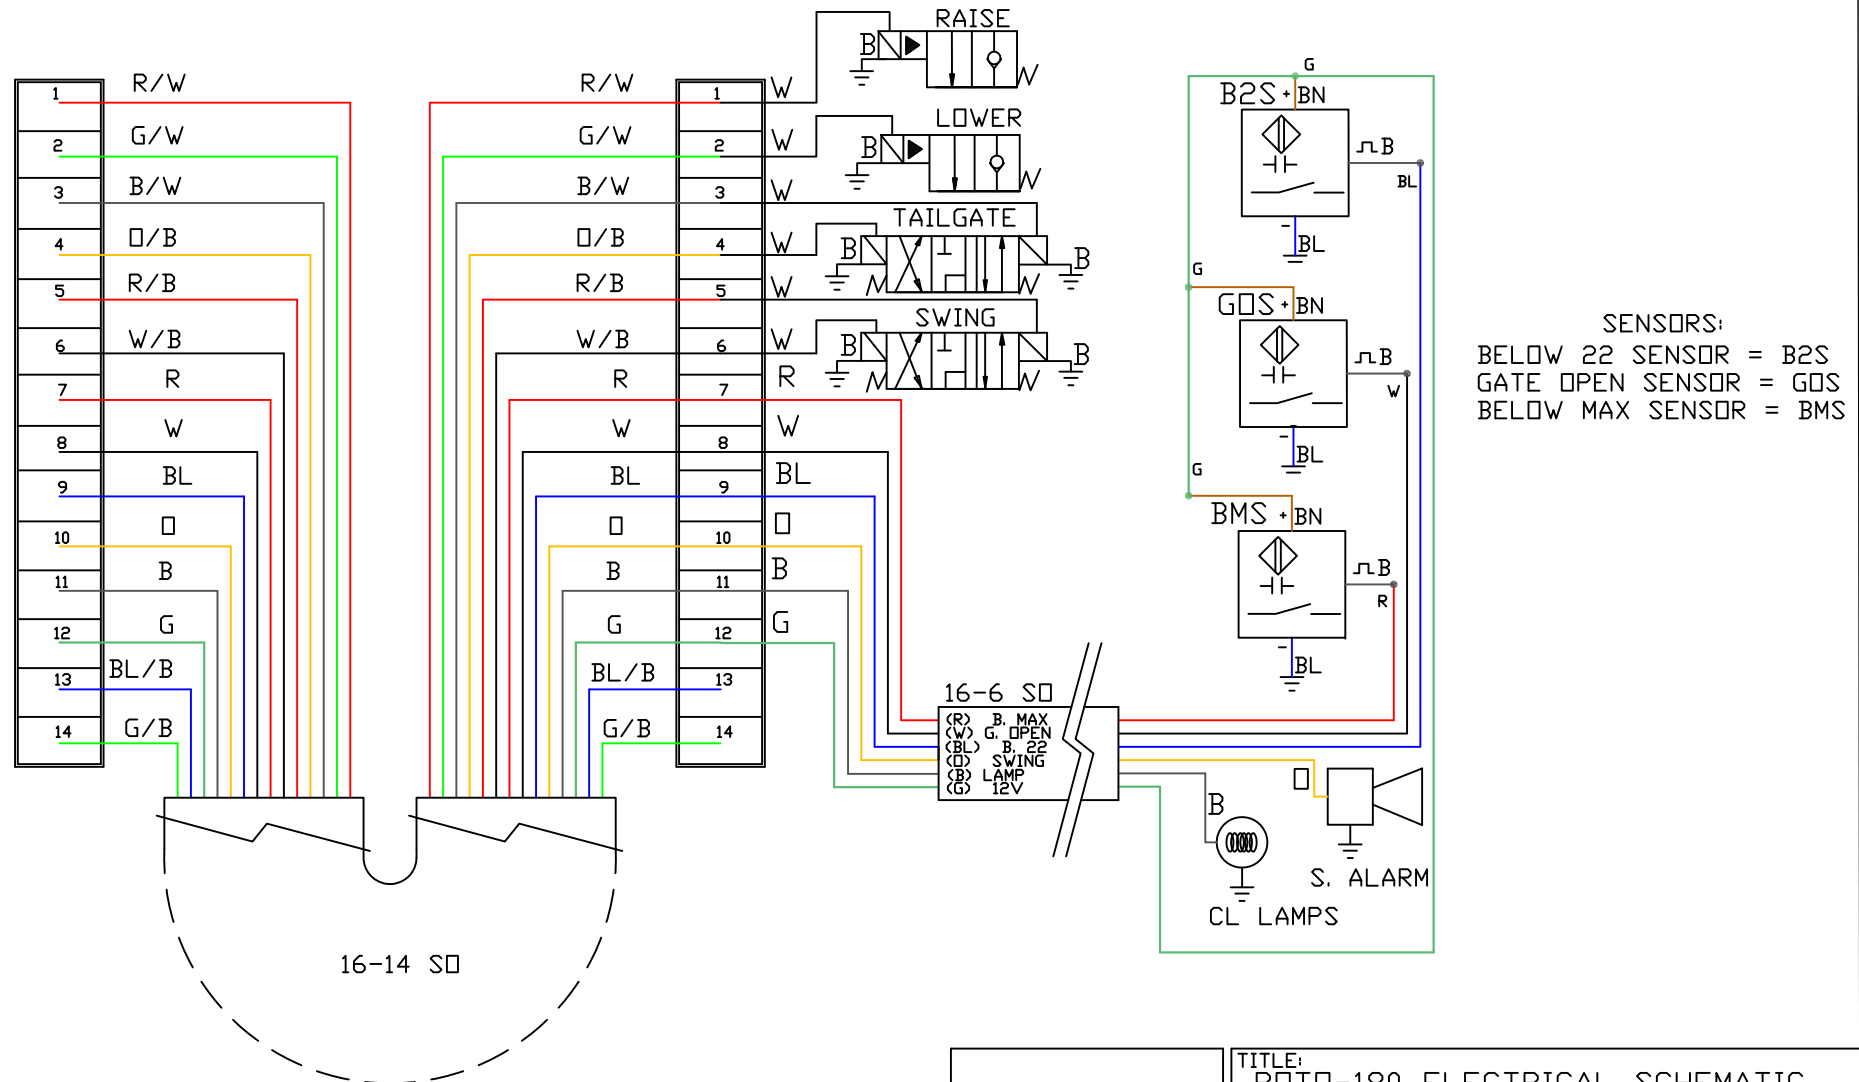 RAISE
B
R/W
R/W
1
1
W
LOWER
B
G/W
G/W
2
2
W
B/W
B/W
3
3
W
TAILGATE
O/B
O/B
4
4
W
B
B
R/B
R/B
5
5
W
SWING
W/B
W/B
6
6
W
B
B
R
R
7
7
R
W
W
8
8
W
BL
BL
9
9
BL
O
O
10
10
O
B
B
11
11
B
G
G
12
12
G
BL/B
BL/B
13
13
G/B
G/B
14
14
16-14 SO
16-6 SO
(R) B. MAX
(W) G. OPEN
(BL) B. 22
(O) SWING
(B) LAMP
(G) 12V
G
B2S + BN
B
BL
- BL
G
GOS + BN
B
W
- BL
G
BMS + BN
B
R
- BL
O
B
S. ALARM
CL LAMPS
SENSORS:
BELOW 22 SENSOR = B2S
GATE OPEN SENSOR = GOS
BELOW MAX SENSOR = BMS
TITLE:
ROTO-180 ELECTRICAL SCHEMATIC